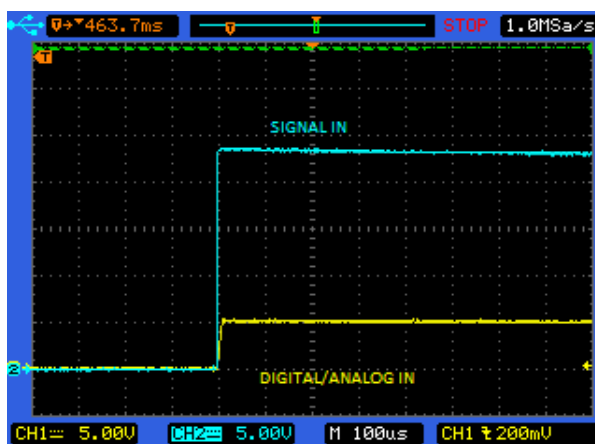 T→▼463.7ms T STOP 1.0MSa/s
T
SIGNAL IN
2
DIGITAL/ANALOG IN
CH1 5.00V CH2 5.00V M 100us CH1 200mV